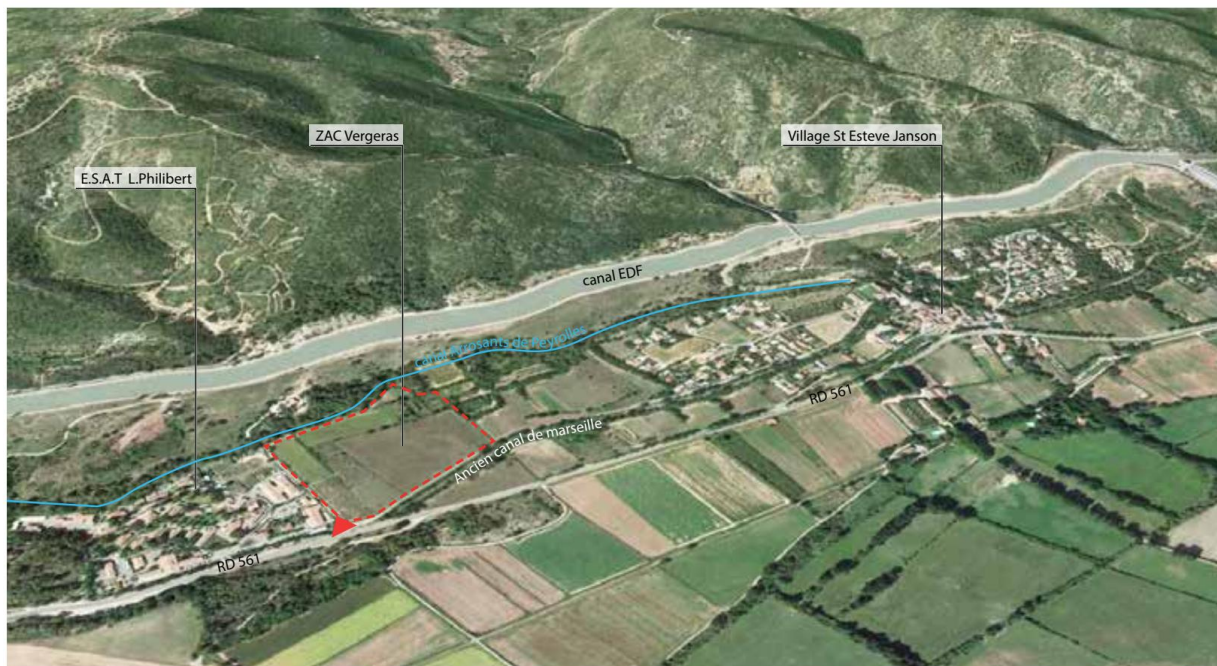 ZAC Vergeras
Village St Esteve Janson
E.S.A.T L.Philibert
canal EDF
canal Arrosants de Peyrolles
RD 561
Ancien canal de marseille
RD 561